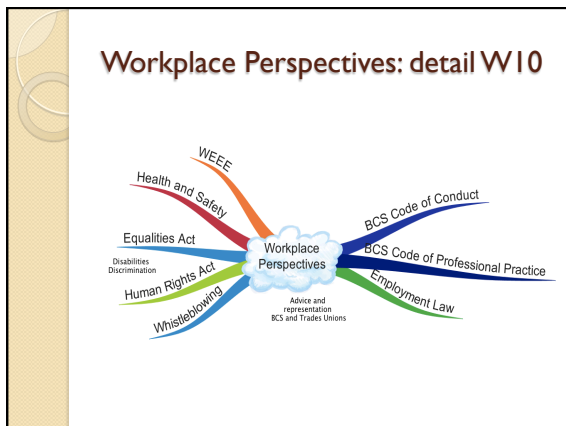 Workplace Perspectives: detail W10
WEEE
Health and Safety
Equalities Act
Disabilities
Discrimination
Human Rights Act
Whistleblowing
Workplace
Perspectives
Advice and
representation
BCS and Trades Unions
BCS Code of Conduct
BCS Code of Professional Practice
Employment Law